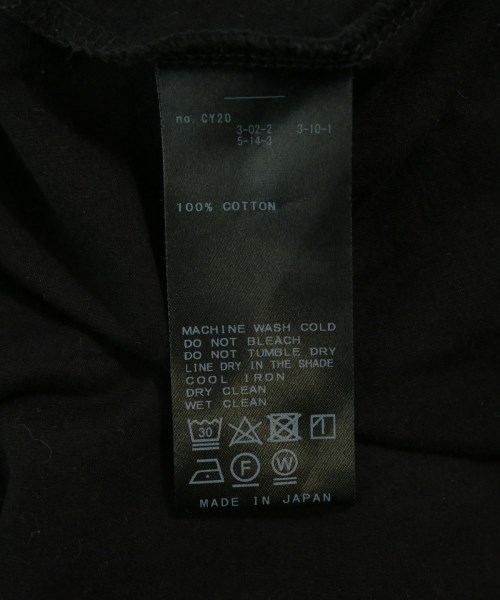 no. CY2D
3-02-2 3-10-1
5-14-3
100% COTTON
MACHINE WASH COLD
DO NOT BLEACH
DO NOT TUMBLE DRY
LINE DRY IN THE SHADE
COOL IRON
DRY CLEAN
WET CLEAN
30
F W
MADE IN JAPAN